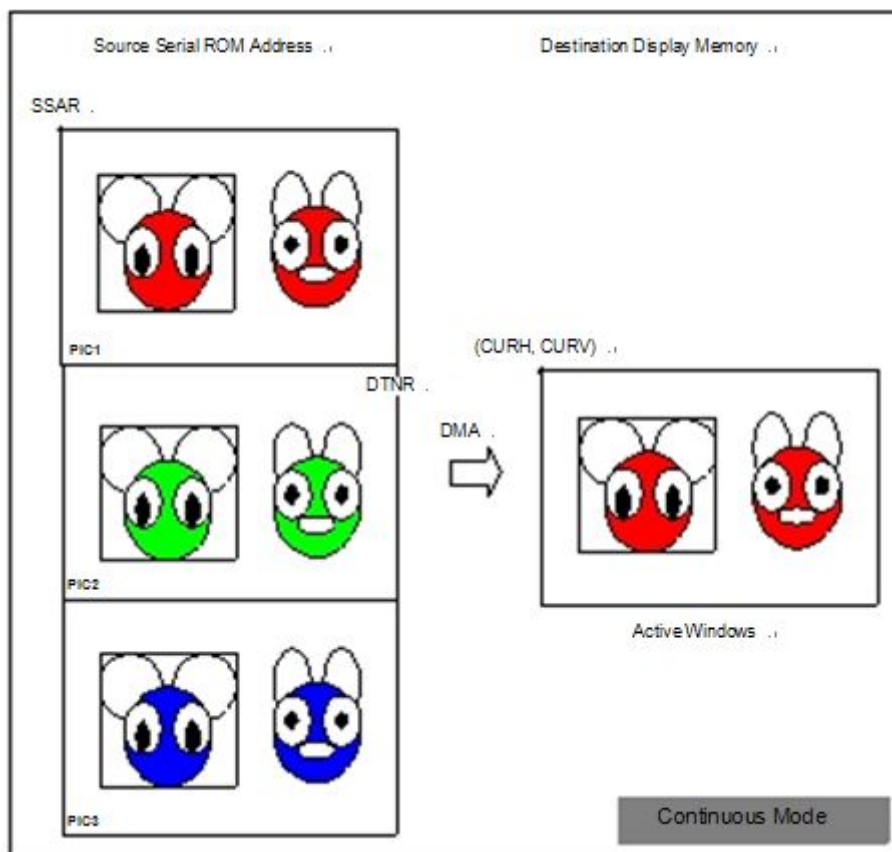 Source Serial ROM Address .ı
Destination Display Memory .ı
SSAR .
PIC1
(CURH, CURV) .ı
DTNR .
DMA .
PIC2
Active Windows .ı
PIC3
Continuous Mode